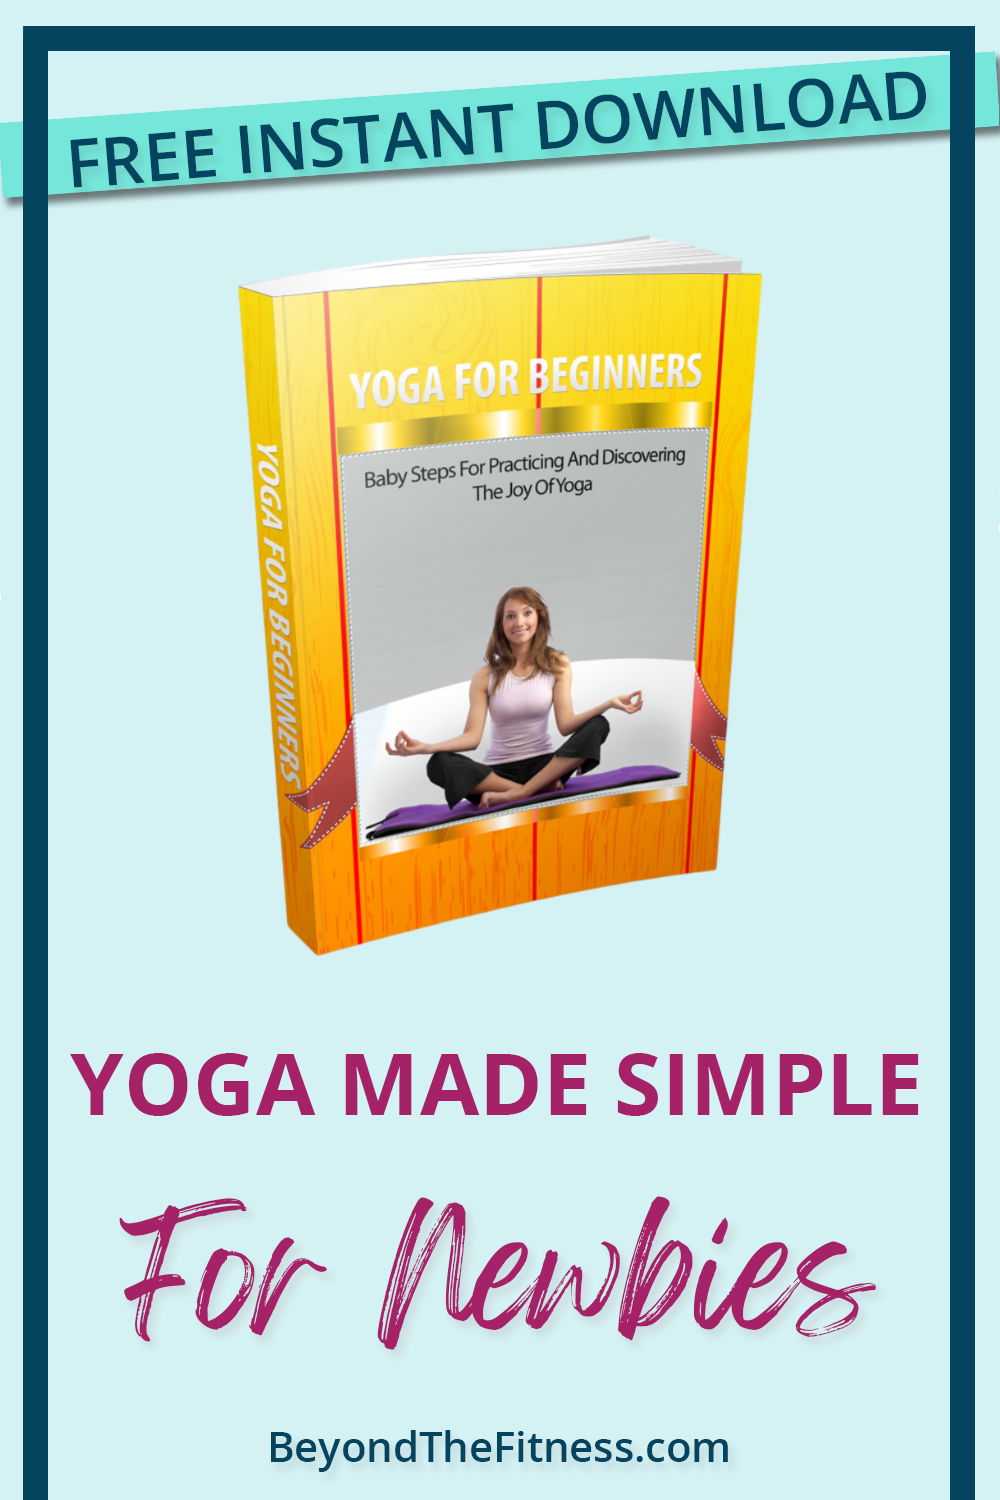 FREE INSTANT DOWNLOAD
YOGA FOR BEGINNERS
Baby Steps For Practicing And Discovering
The Joy Of Yoga
YOGA FOR BEGINNERS
YOGA MADE SIMPLE
For Newbies
BeyondTheFitness.com